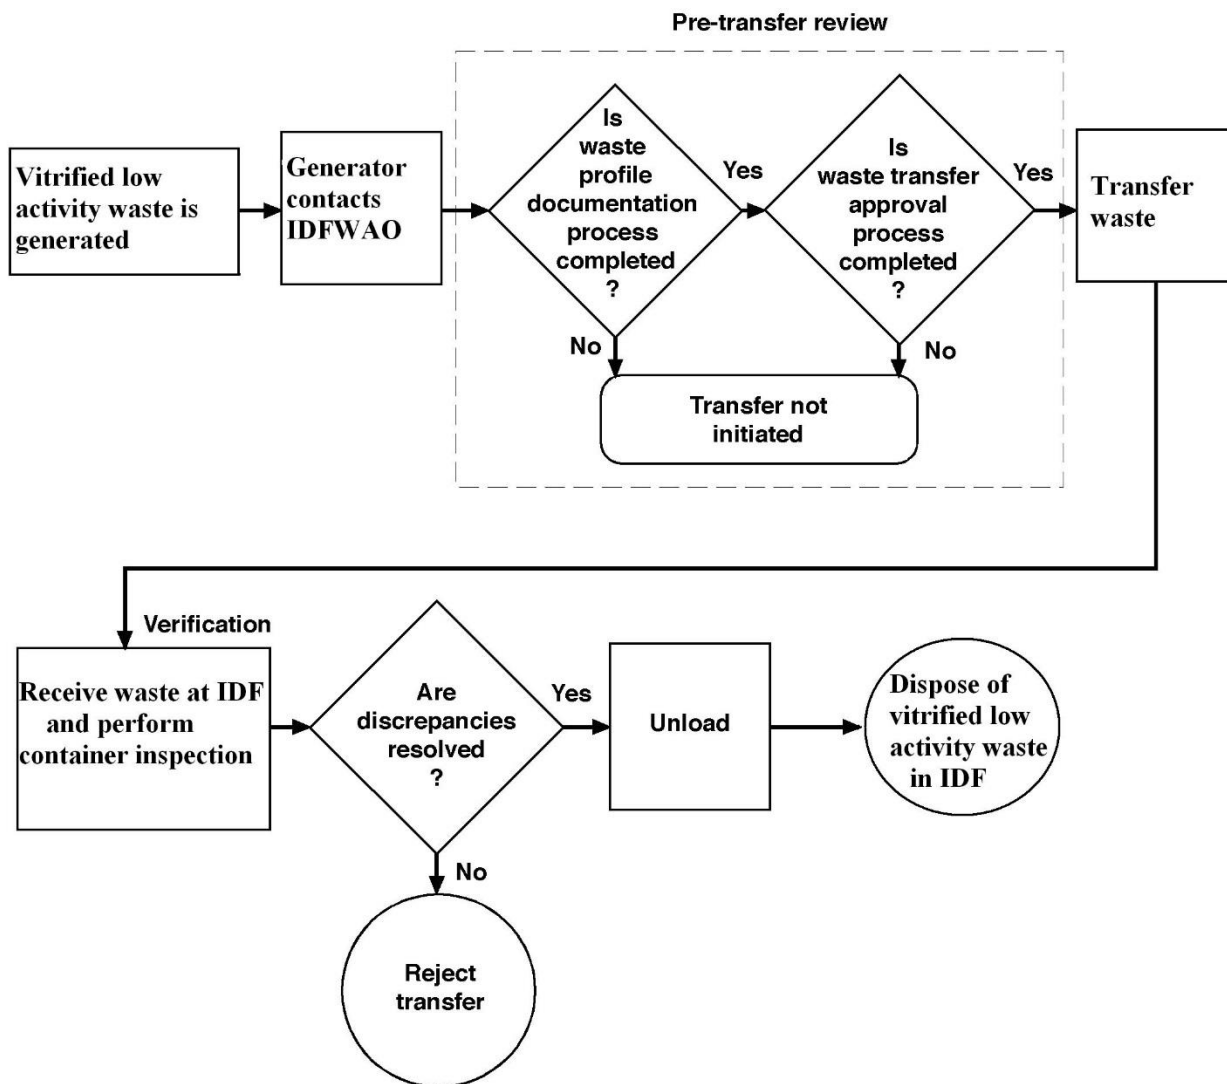 Pre-transfer review
Vitrified low
activity waste is
generated
Generator
contacts
IDFWAO
Is
waste
profile
documentation
process
completed
?
Yes
No
Is
waste transfer
approval
process
completed
?
Yes
No
Transfer not
initiated
Transfer
waste
Verification
Receive waste at IDF
and perform
container inspection
Are
discrepancies
resolved
?
Yes
No
Unload
Dispose of
vitrified low
activity waste
in IDF
Reject
transfer